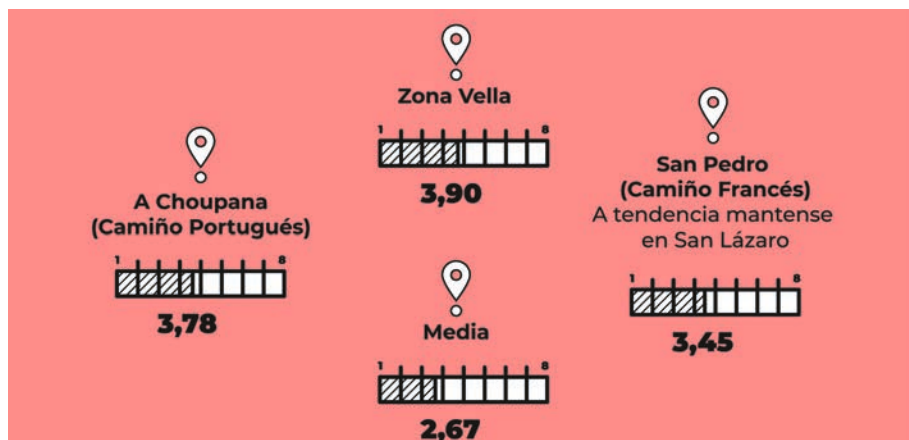 Zona Vella
1 8
3,90
A Choupana
(Camiño Portugués)
1 8
3,78
San Pedro
(Camiño Francés)
A tendencia mantense
en San Lázaro
1 8
3,45
Media
1 8
2,67